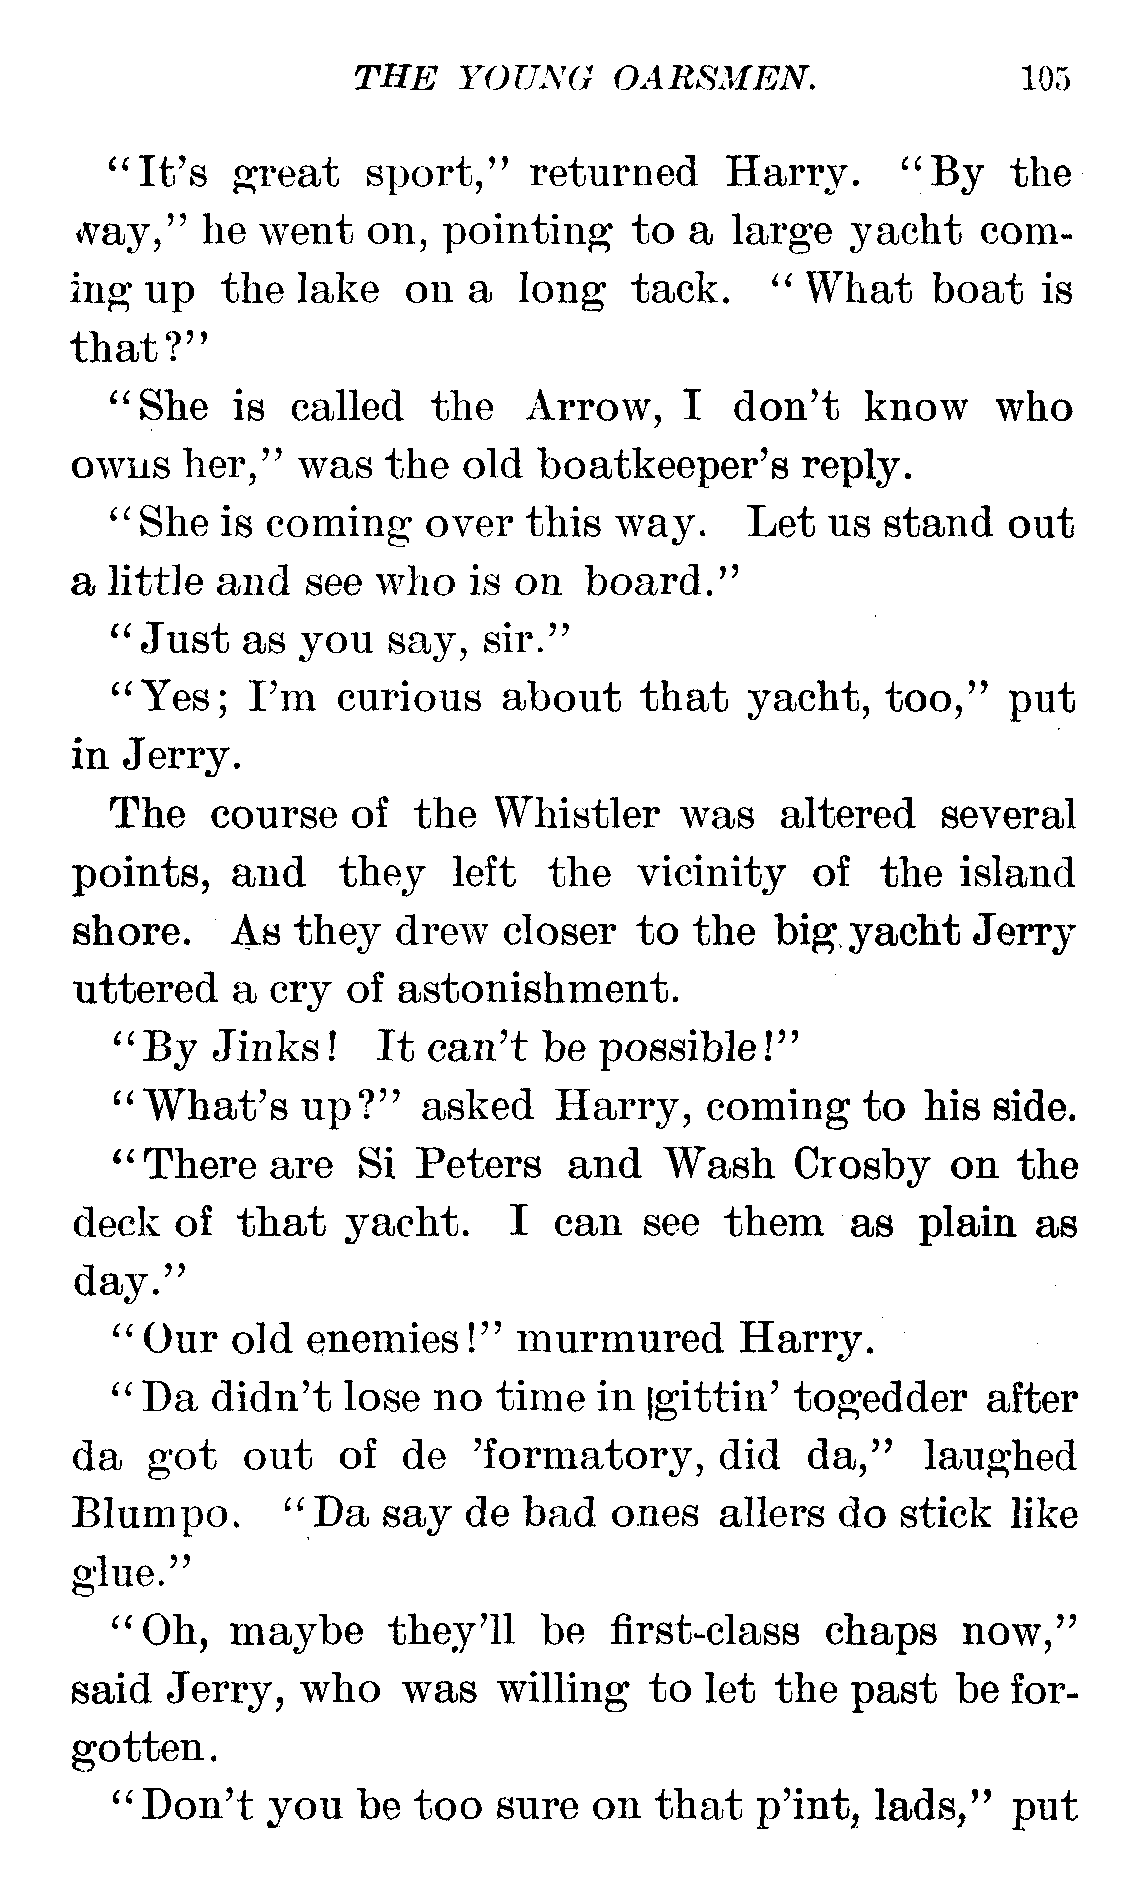 THE YOUNG OARSMEN. 105
"It's great sport," returned Harry. "By the
way," he went on, pointing to a large yacht com-
ing up the lake on a long tack. "What boat is
that?"
"She is called the Arrow, I don't know who
owns her," was the old boatkeeper's reply.
"She is coming over this way. Let us stand out
a little and see who is on board."
"Just as you say, sir."
"Yes; I'm curious about that yacht, too," put
in Jerry.
The course of the Whistler was altered several
points, and they left the vicinity of the island
shore. As they drew closer to the big yacht Jerry
uttered a cry of astonishment.
"By Jinks! It can't be possible!"
"What's up?" asked Harry, coming to his side.
"There are Si Peters and Wash Crosby on the
deck of that yacht. I can see them as plain as
day."
"Our old enemies!" murmured Harry.
"Da didn't lose no time in gittin' togedder after
da got out of de 'formatory, did da," laughed
Blumpo. "Da say de bad ones allers do stick like
glue."
"Oh, maybe they'll be first-class chaps now,"
said Jerry, who was willing to let the past be for-
gotten.
"Don't you be too sure on that p'int, lads," put